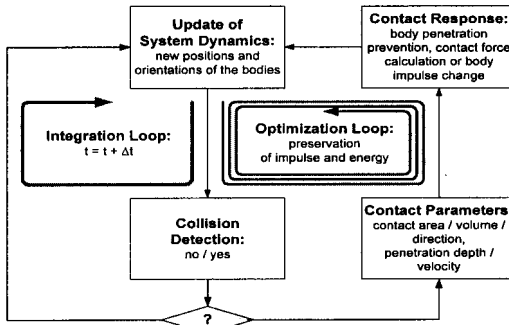 Update of
System Dynamics:
new positions and
orientations of the bodies
Contact Response:
body penetration
prevention, contact force
calculation or body
impulse change
Integration Loop:
t = t + Δt
Optimization Loop:
preservation
of impulse and energy
Collision
Detection:
no / yes
Contact Parameters:
contact area / volume /
direction,
penetration depth /
velocity
?